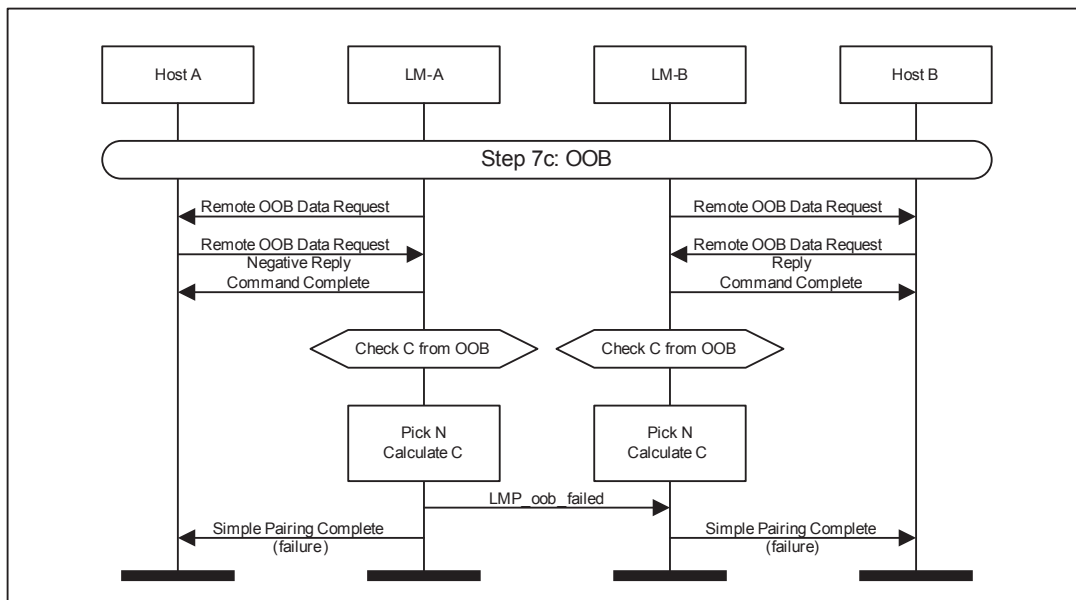 Host A
LM-A
LM-B
Host B
Step 7c: OOB
Remote OOB Data Request
Remote OOB Data Request
Remote OOB Data Request
Negative Reply
Remote OOB Data Request
Reply
Command Complete
Command Complete
Check C from OOB
Check C from OOB
Pick N
Calculate C
Pick N
Calculate C
LMP_oob_failed
Simple Pairing Complete
(failure)
Simple Pairing Complete
(failure)